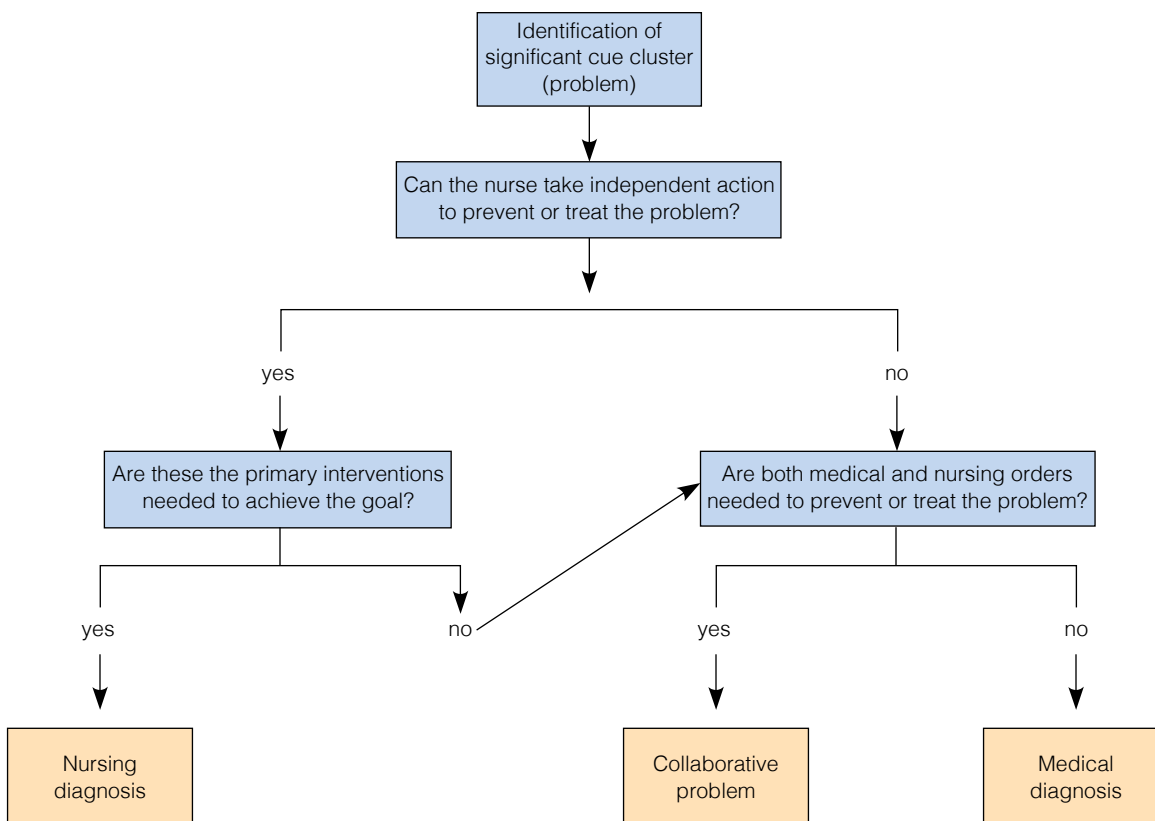 Identification of
significant cue cluster
(problem)
Can the nurse take independent action
to prevent or treat the problem?
yes
no
Are these the primary interventions
needed to achieve the goal?
Are both medical and nursing orders
needed to prevent or treat the problem?
yes
no
yes
no
Nursing
diagnosis
Collaborative
problem
Medical
diagnosis